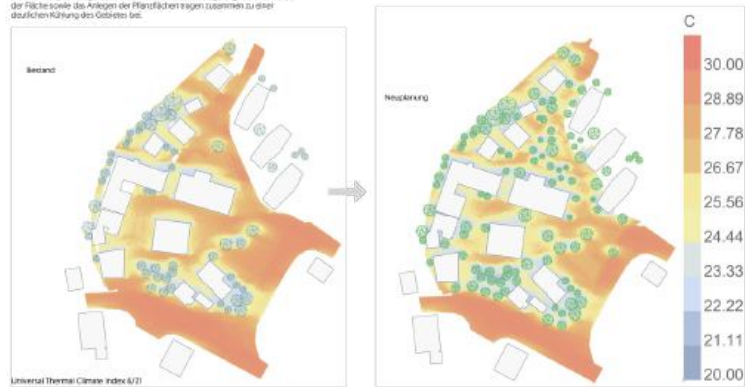 der Fläche sowie das Anlegen der Pflanzflächen tragen zusammen zu einer
deutlichen Kühlung des Gebietes bei.
Bestand
Neuplanung
C
30.00
28.89
27.78
26.67
25.56
24.44
23.33
22.22
21.11
20.00
Universal Thermal Climate Index 6/21